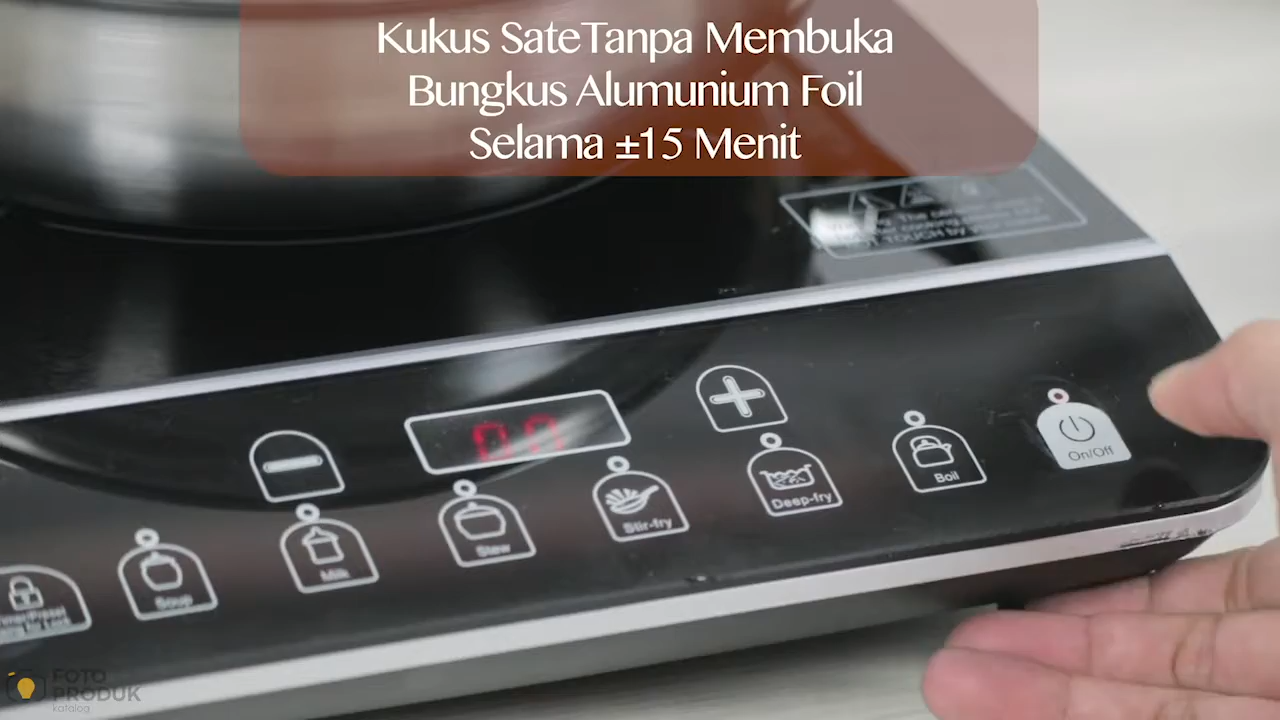 Kukus SateTanpa Membuka
Bungkus Alumunium Foil
Selama ±15 Menit
On/Off
Boil
Deep-fry
Stir-fry
Stew
Milk
Soup
FOTO
PRODUK
katalog